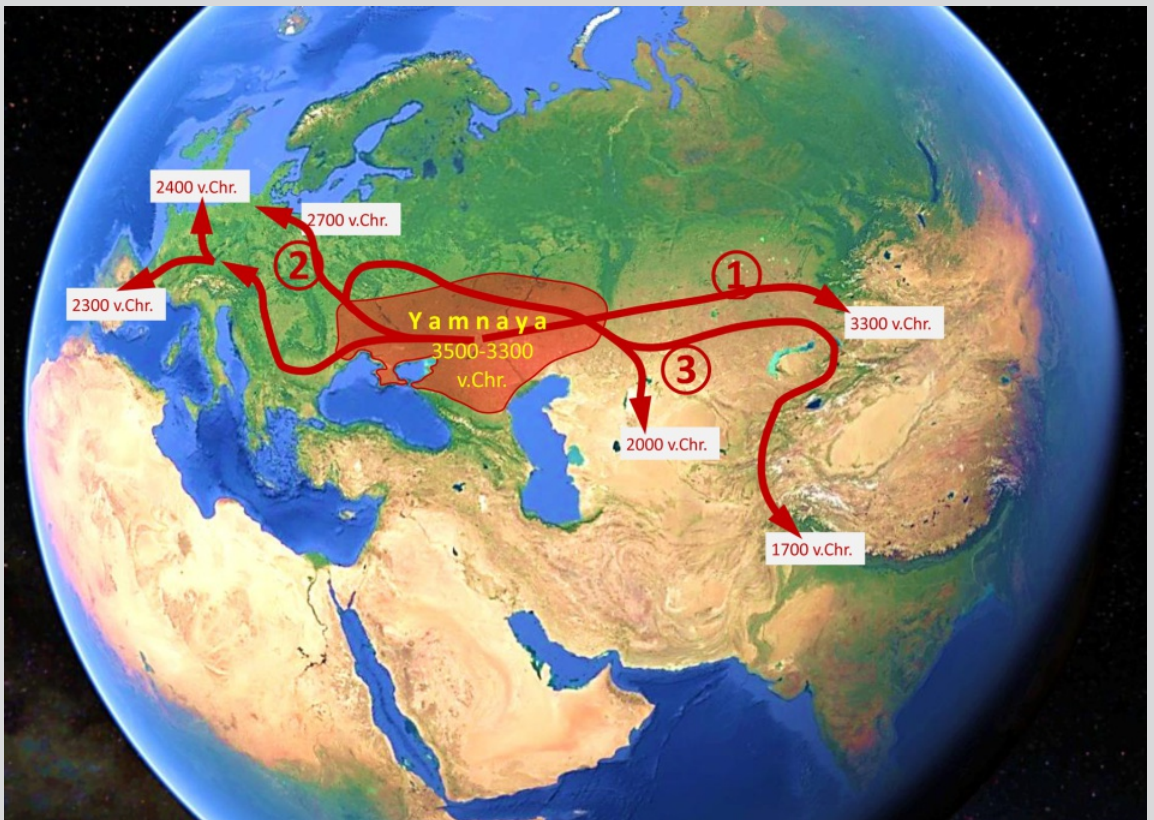 2400 v.Chr.
2700 v.Chr.
②
①
2300 v.Chr.
Yamnaya
3300 v.Chr.
3500-3300
v.Chr.
③
2000 v.Chr.
1700 v.Chr.